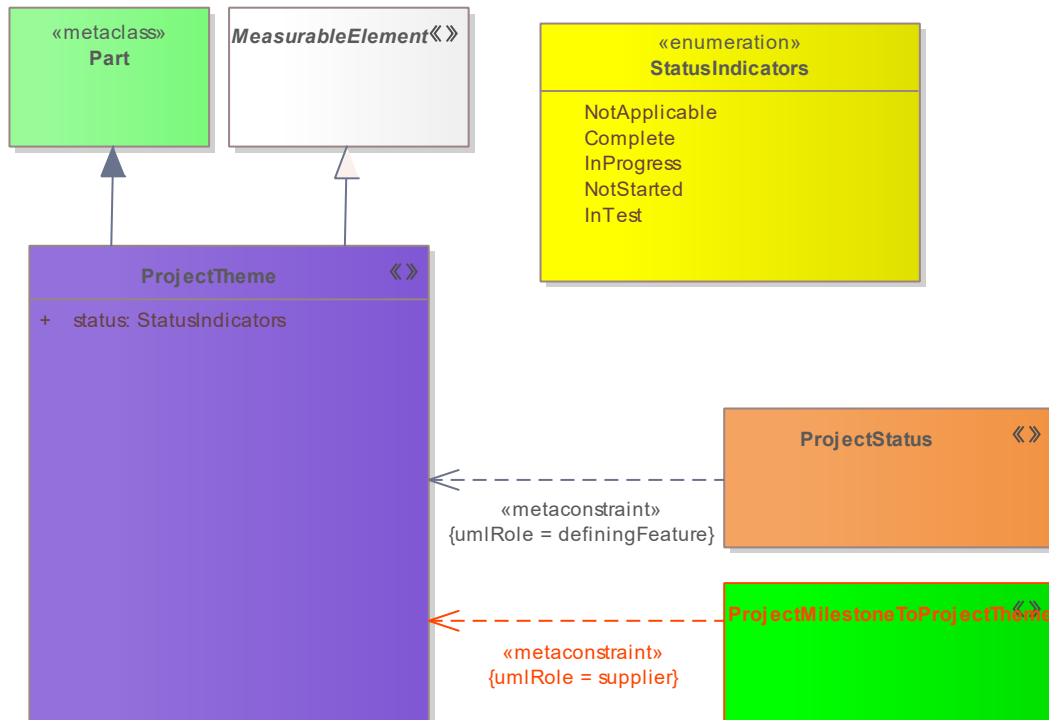 «metaclass»
Part
MeasurableElement «»
«enumeration»
StatusIndicators
NotApplicable
Complete
InProgress
NotStarted
InTest
ProjectTheme «»
+ status: StatusIndicators
ProjectStatus «»
«metaconstraint»
{umlRole = definingFeature}
ProjectMilestoneToProjectTheme «»
«metaconstraint»
{umlRole = supplier}